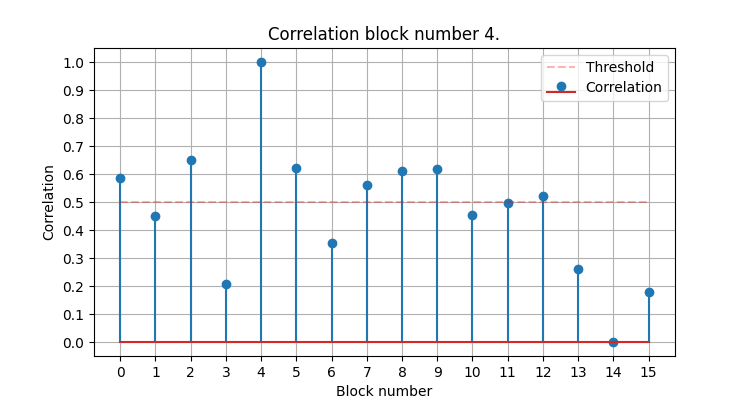 Correlation block number 4.
Threshold
Correlation
Correlation
1.0
0.9
0.8
0.7
0.6
0.5
0.4
0.3
0.2
0.1
0.0
0 1 2 3 4 5 6 7 8 9 10 11 12 13 14 15
Block number